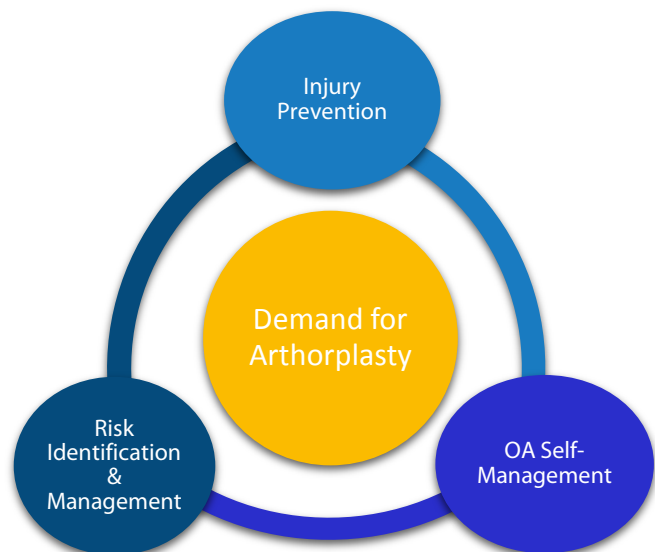 Injury
Prevention
Demand for
Arthorplasty
Risk
Identification
&
Management
OA Self-
Management